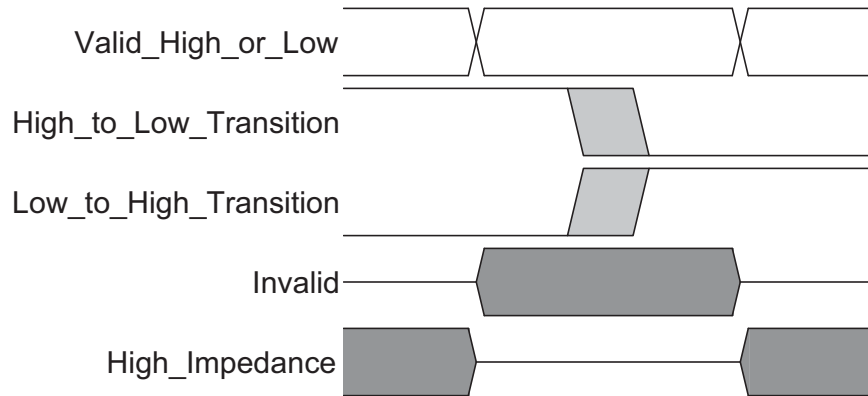 Valid_High_or_Low
High_to_Low_Transition
Low_to_High_Transition
Invalid
High_Impedance